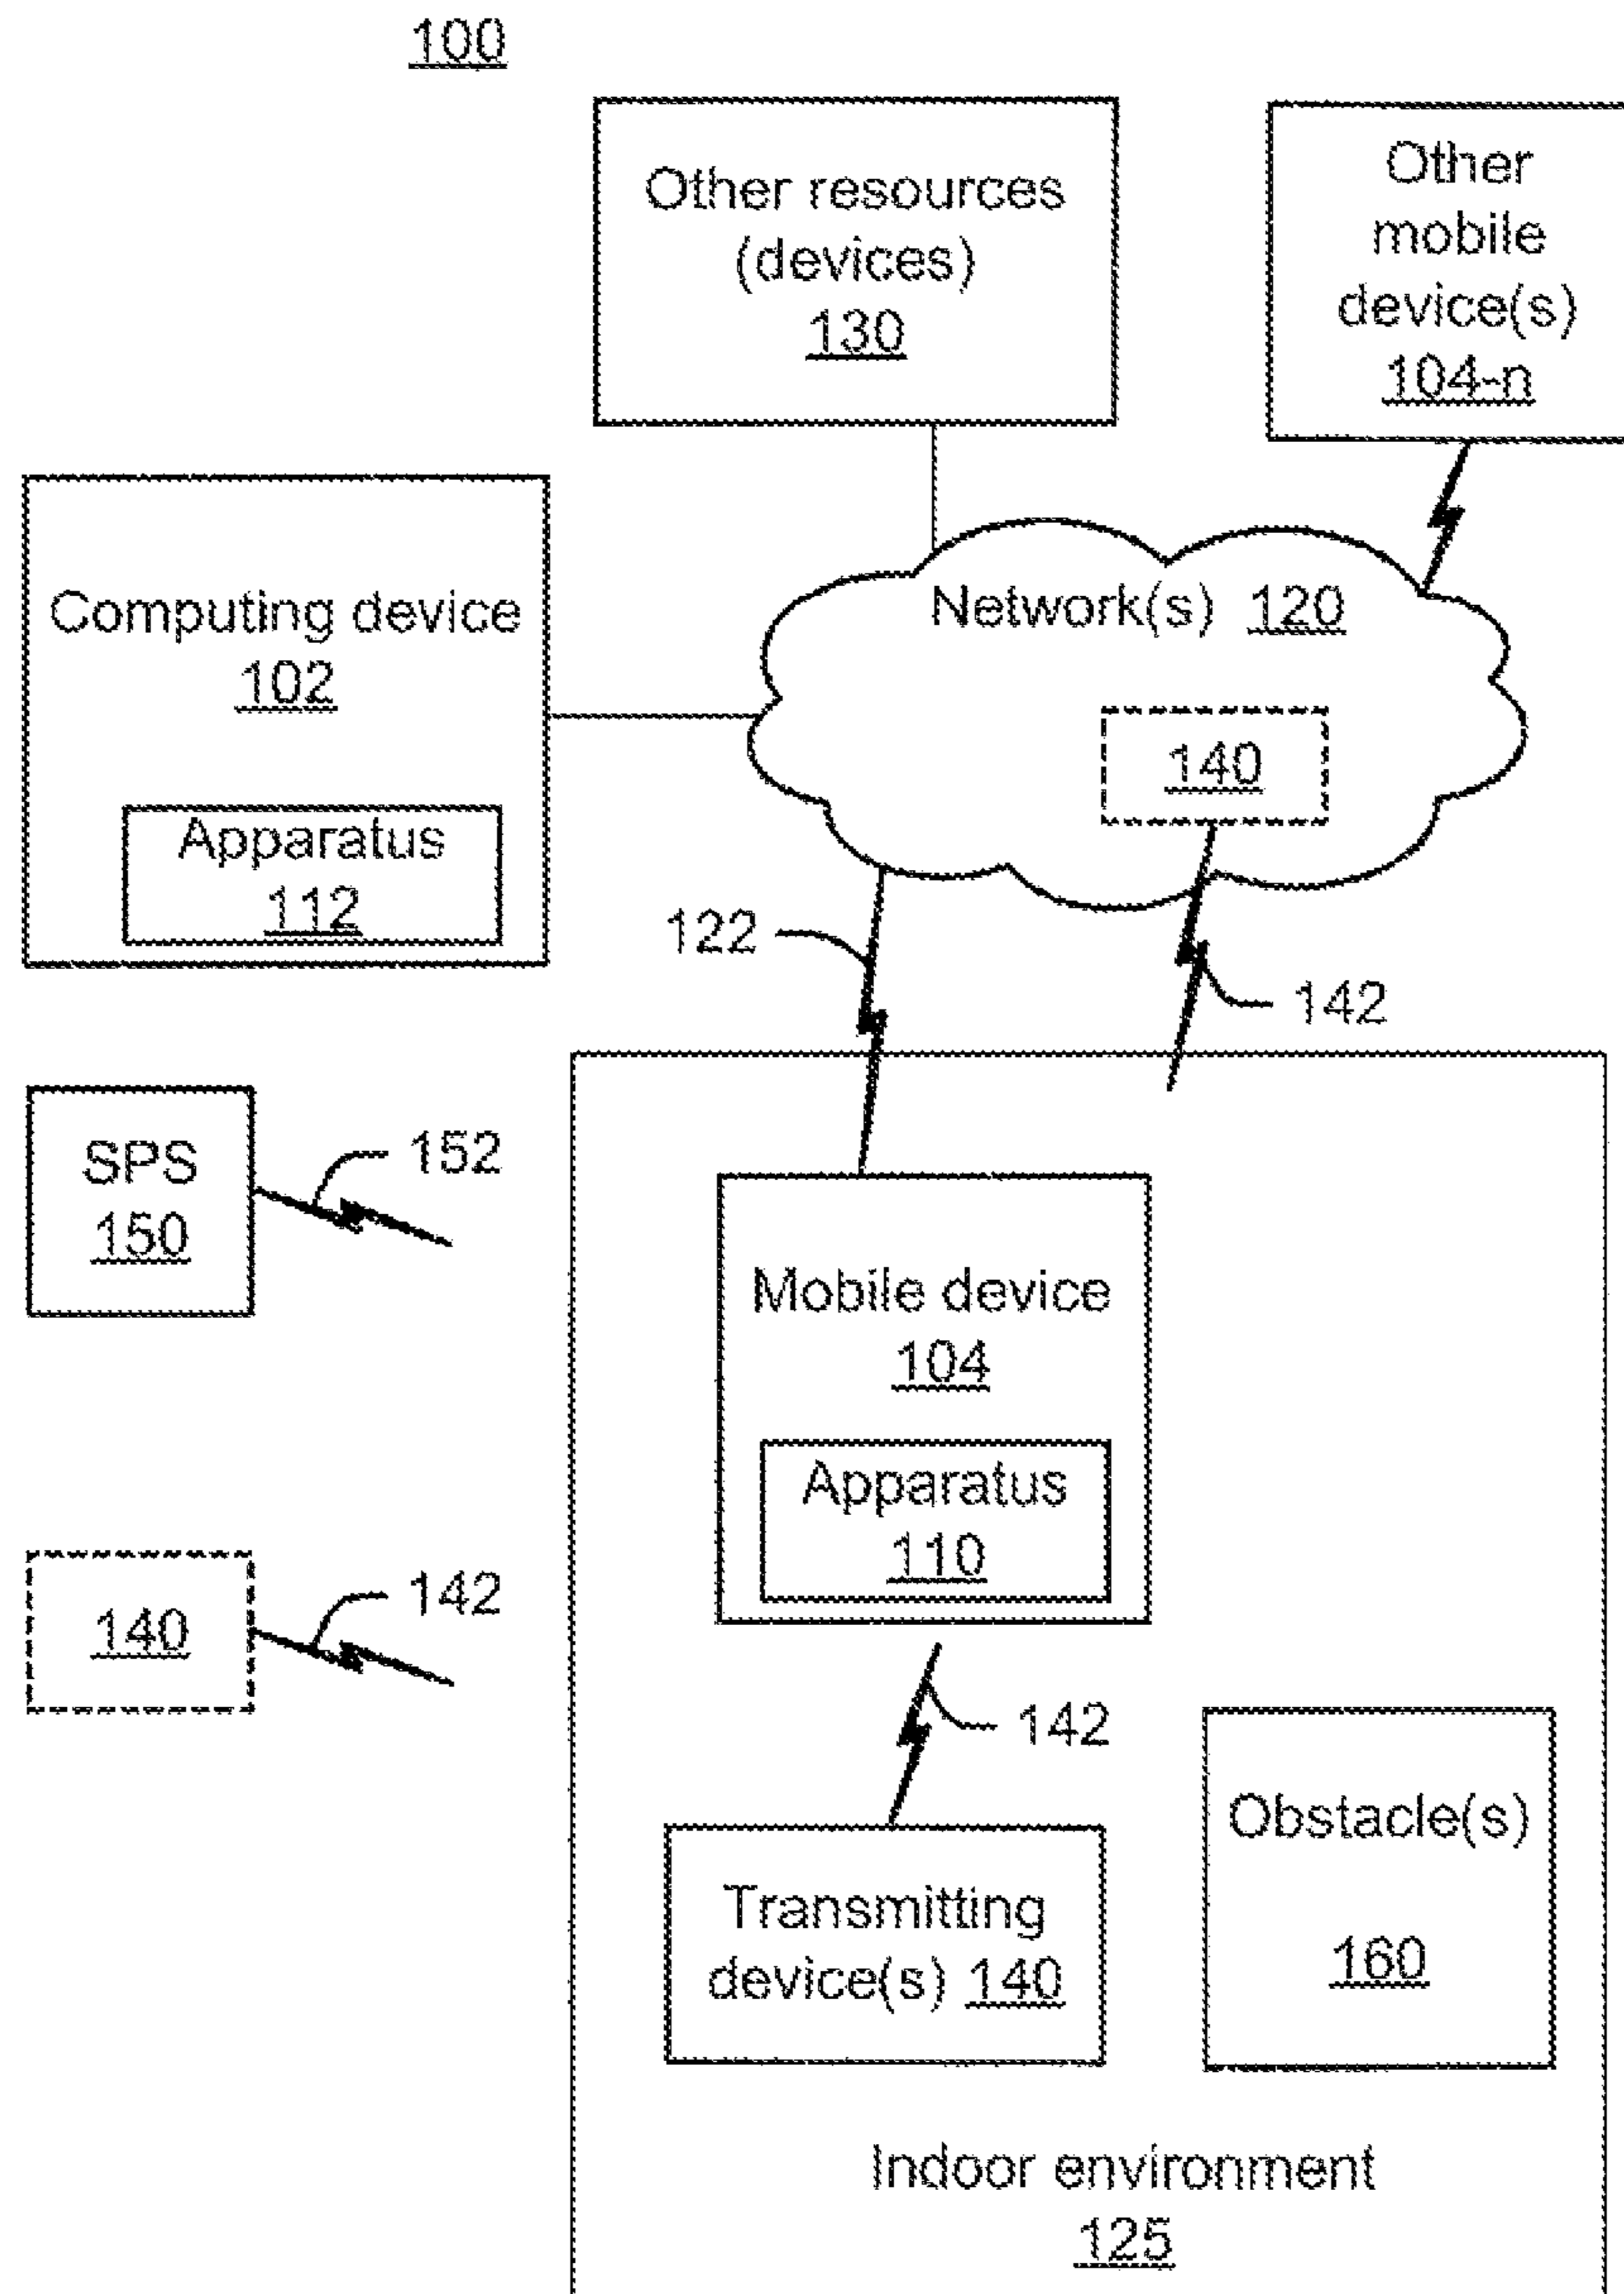 100
Other resources
(devices)
130
Other
mobile
device(s)
104-n
Computing device
102
Apparatus
112
Network(s) 120
140
122
142
SPS
150
152
Mobile device
104
Apparatus
110
140
142
142
Transmitting
device(s) 140
Obstacle(s)
160
Indoor environment
125